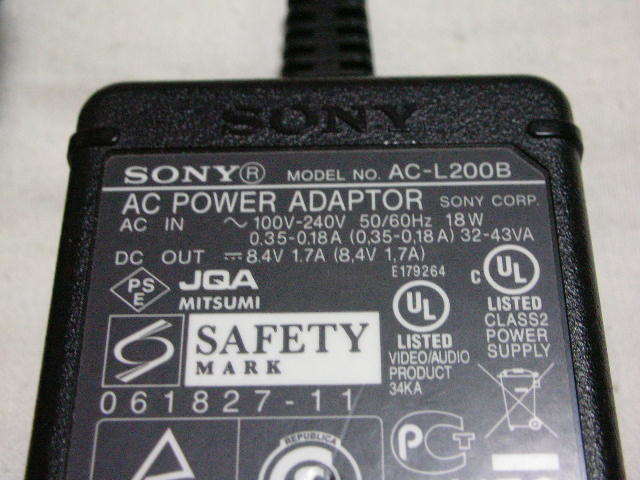 SONY
SONY® MODEL NO. AC-L200B
AC POWER ADAPTOR SONY CORP.
AC IN ~ 100V-240V 50/60Hz 18W
0.35-0.18A (0,35-0,18A) 32-43VA
DC OUT ⎓ 8.4V 1.7A (8,4V 1,7A)
PS
E
JQA
MITSUMI
E179264
UL
LISTED
VIDEO/AUDIO
PRODUCT
34KA
c UL
LISTED
CLASS2
POWER
SUPPLY
SAFETY
MARK
061827-11
REPUBLICA
PCT